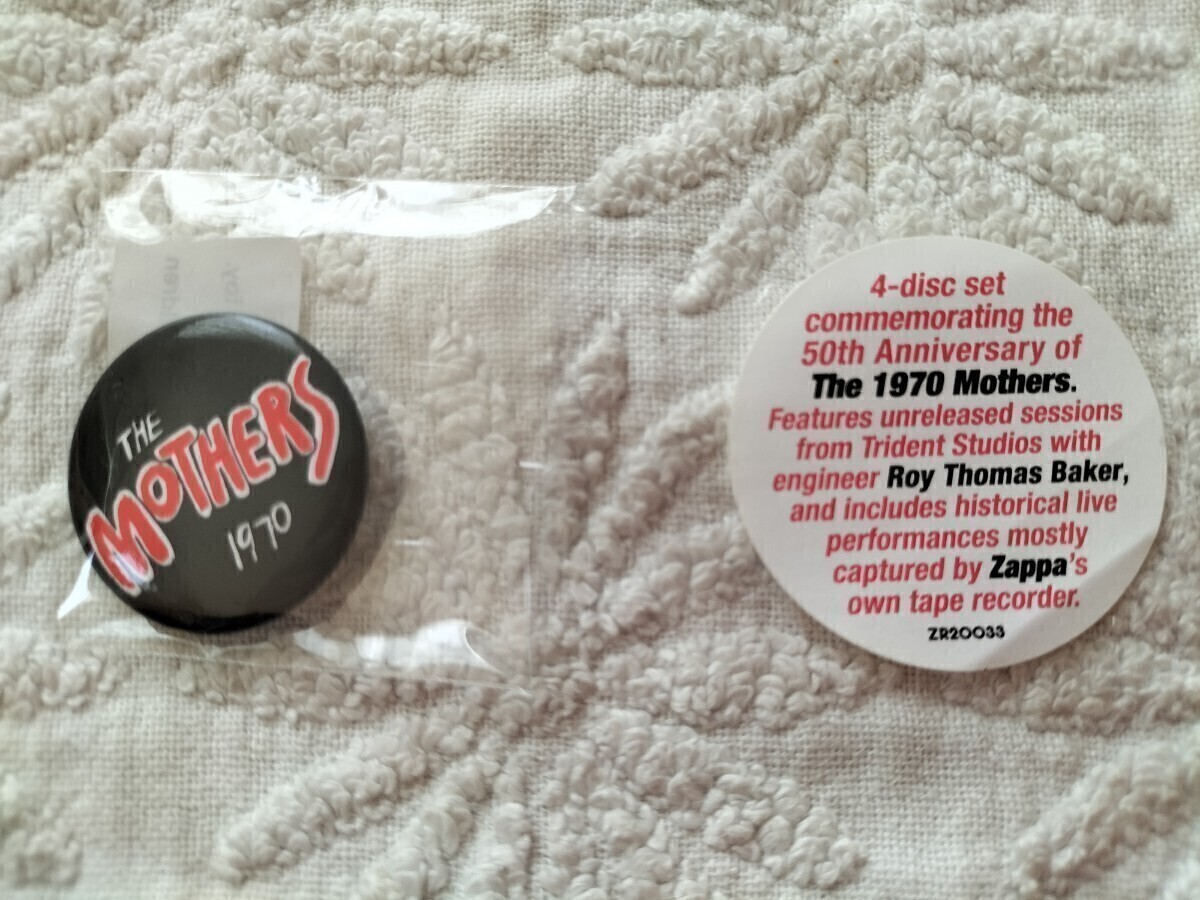 THE
MOTHERS
1970
4-disc set
commemorating the
50th Anniversary of
The 1970 Mothers.
Features unreleased sessions
from Trident Studios with
engineer Roy Thomas Baker,
and includes historical live
performances mostly
captured by Zappa's
own tape recorder.
ZR20033